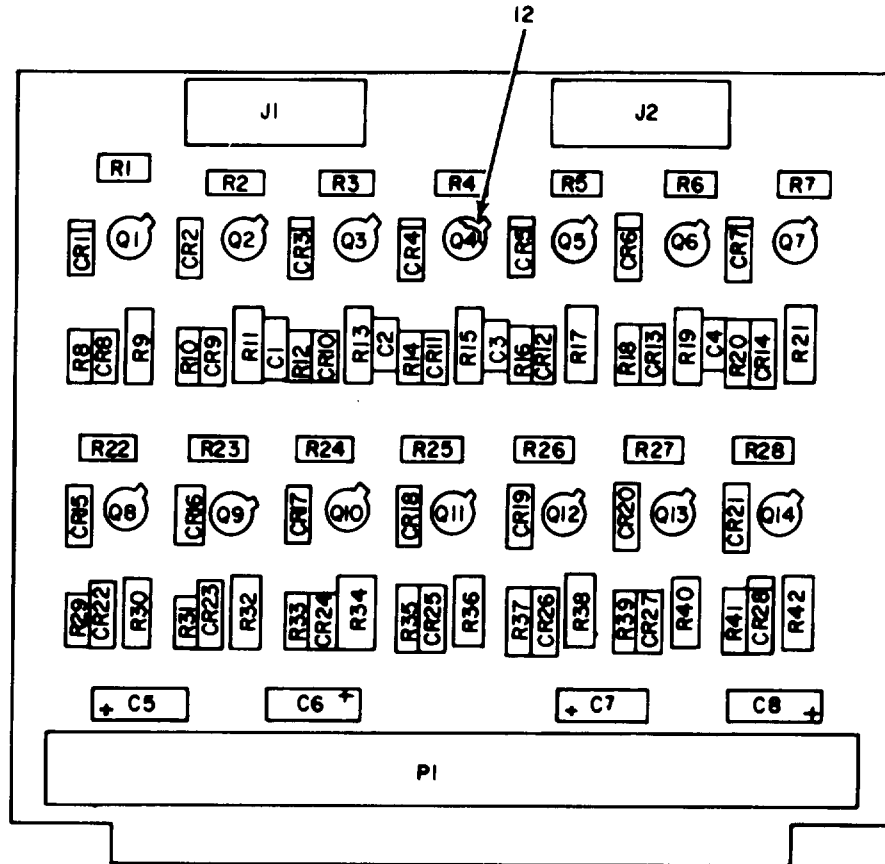 12
J1 J2
R1 R2 R3 R4 R5 R6 R7
CR1 Q1 CR2 Q2 CR3 Q3 CR4 Q4 CR5 Q5 CR6 Q6 CR7 Q7
R8 CR8 R9 R10 CR9 R11 C1 R12 CR10 R13 C2 R14 CR11 R15 C3 R16 CR12 R17 R18 CR13 R19 C4 R20 CR14 R21
R22 R23 R24 R25 R26 R27 R28
CR15 Q8 CR16 Q9 CR17 Q10 CR18 Q11 CR19 Q12 CR20 Q13 CR21 Q14
R29 CR22 R30 R31 CR23 R32 R33 CR24 R34 R35 CR25 R36 R37 CR26 R38 R39 CR27 R40 R41 CR28 R42
+ C5 C6 + + C7 C8 +
P1